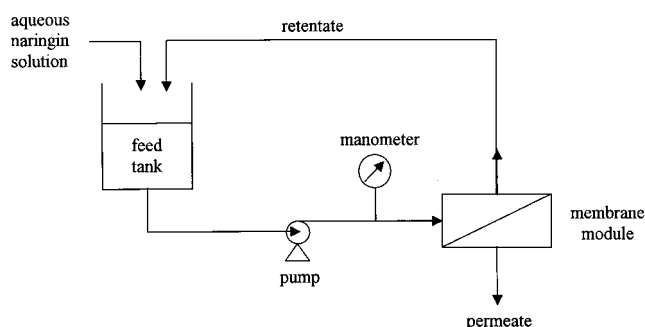 aqueous
naringin
solution
retentate
feed
tank
manometer
membrane
module
pump
permeate